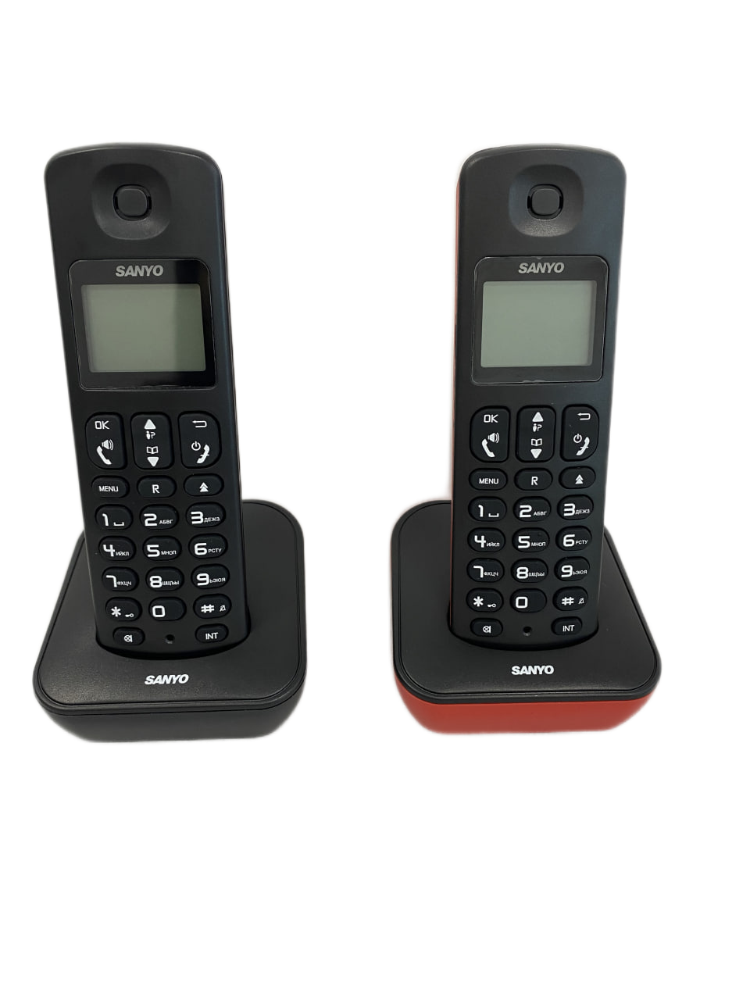 SANYO
OK
MENU R
1 2 АБВГ 3 ДЕЖЗ
4 ИЙКЛ 5 МНОП 6 РСТУ
7 ФХЦЧ 8 ШЩЪЫ 9 ЬЭЮЯ
* 0 #
INT
SANYO
SANYO
OK
MENU R
1 2 АБВГ 3 ДЕЖЗ
4 ИЙКЛ 5 МНОП 6 РСТУ
7 ФХЦЧ 8 ШЩЪЫ 9 ЬЭЮЯ
* 0 #
INT
SANYO